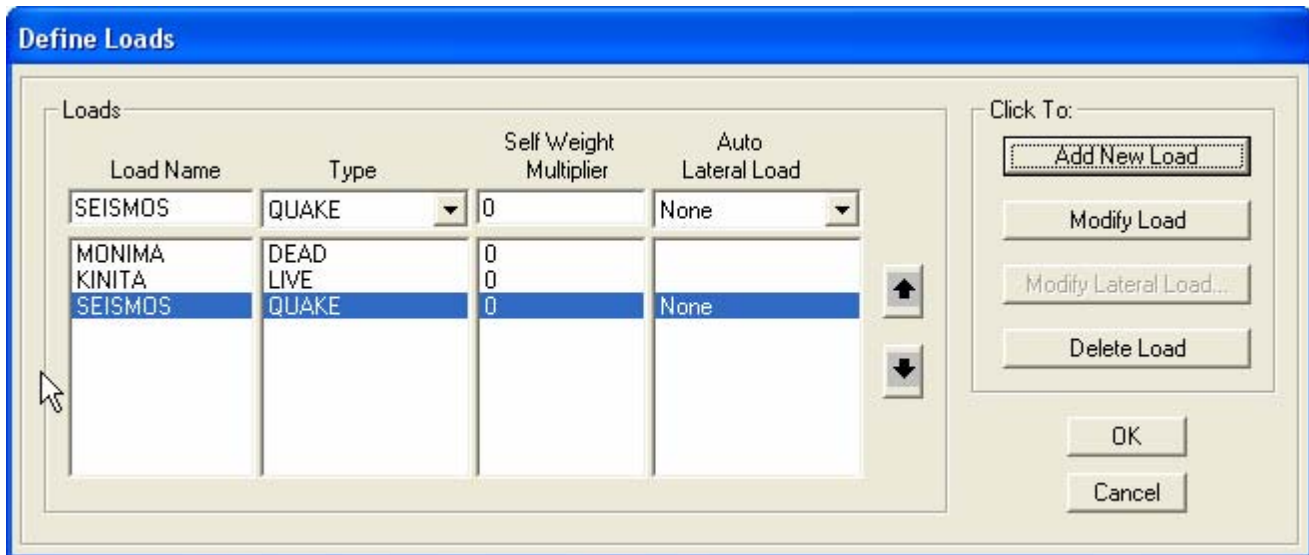 Define Loads
Loads
Click To:
Load Name Type Self Weight Multiplier Auto Lateral Load
SEISMOS QUAKE 0 None
MONIMA DEAD 0
KINITA LIVE 0
SEISMOS QUAKE 0 None
Add New Load
Modify Load
Modify Lateral Load...
Delete Load
OK
Cancel